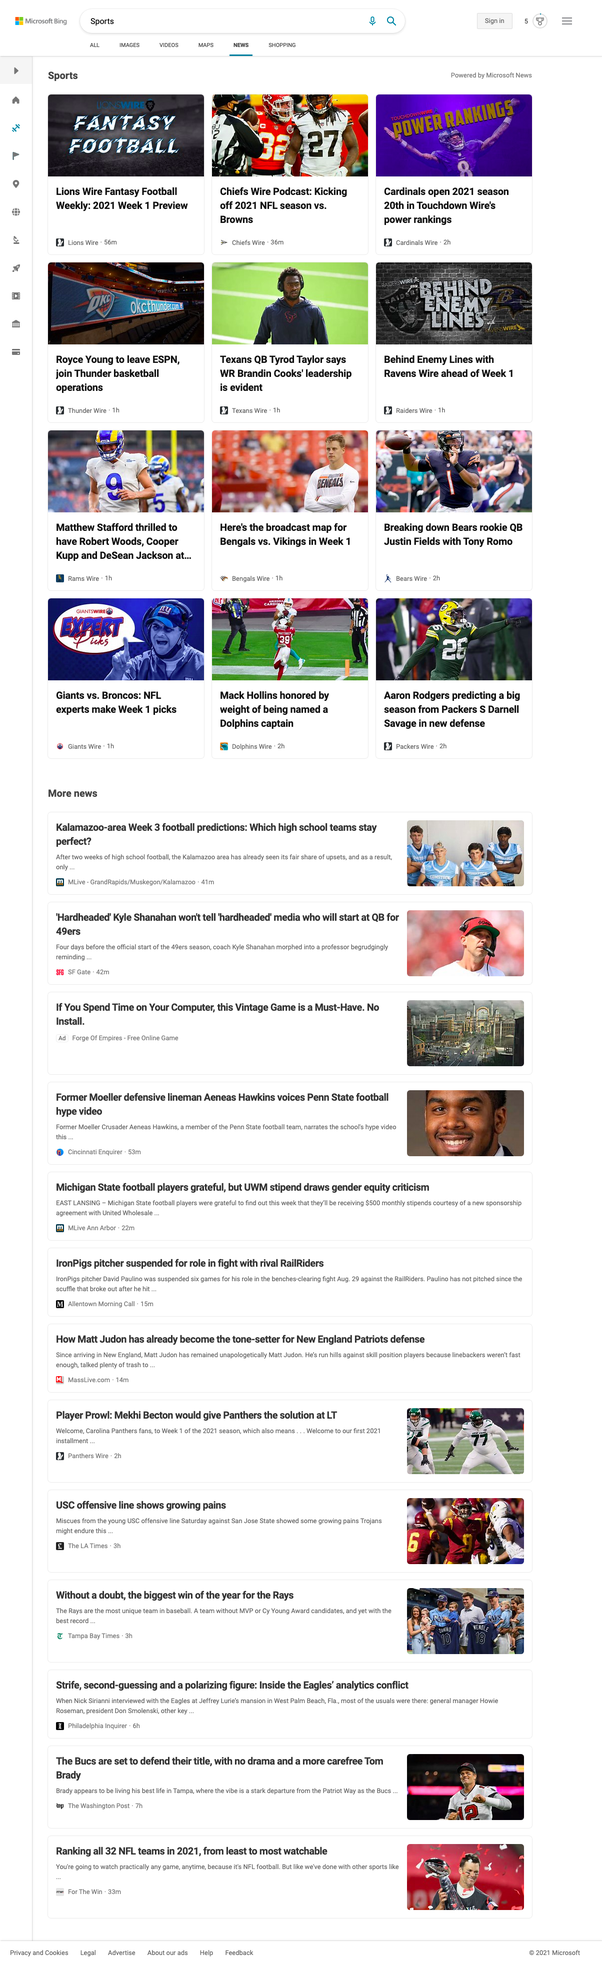 Microsoft Bing
Sports
Sign in
5
ALL IMAGES VIDEOS MAPS NEWS SHOPPING
Sports
Powered by Microsoft News
FANTASY
FOOTBALL
TOUCHDOWNWIRE'S
POWER RANKINGS
Lions Wire Fantasy Football
Weekly: 2021 Week 1 Preview
Lions Wire · 56m
Chiefs Wire Podcast: Kicking
off 2021 NFL season vs.
Browns
Chiefs Wire · 36m
Cardinals open 2021 season
20th in Touchdown Wire's
power rankings
Cardinals Wire · 2h
OKC
okcthunder.com
BEHIND
ENEMY
LINES
Royce Young to leave ESPN,
join Thunder basketball
operations
Thunder Wire · 1h
Texans QB Tyrod Taylor says
WR Brandin Cooks' leadership
is evident
Texans Wire · 1h
Behind Enemy Lines with
Ravens Wire ahead of Week 1
Raiders Wire · 1h
BENGALS
Matthew Stafford thrilled to
have Robert Woods, Cooper
Kupp and DeSean Jackson at...
Rams Wire · 1h
Here's the broadcast map for
Bengals vs. Vikings in Week 1
Bengals Wire · 1h
Breaking down Bears rookie QB
Justin Fields with Tony Romo
Bears Wire · 2h
GIANTSWIRE
EXPERT
Picks
Giants vs. Broncos: NFL
experts make Week 1 picks
Giants Wire · 1h
Mack Hollins honored by
weight of being named a
Dolphins captain
Dolphins Wire · 2h
Aaron Rodgers predicting a big
season from Packers S Darnell
Savage in new defense
Packers Wire · 2h
More news
Kalamazoo-area Week 3 football predictions: Which high school teams stay
perfect?
After two weeks of high school football, the Kalamazoo area has already seen its fair share of upsets, and as a result,
only ...
MLive - GrandRapids/Muskegon/Kalamazoo · 41m
'Hardheaded' Kyle Shanahan won't tell 'hardheaded' media who will start at QB for
49ers
Four days before the official start of the 49ers season, coach Kyle Shanahan morphed into a professor begrudgingly
reminding ...
SF Gate · 42m
If You Spend Time on Your Computer, this Vintage Game is a Must-Have. No
Install.
Ad Forge Of Empires - Free Online Game
Former Moeller defensive lineman Aeneas Hawkins voices Penn State football
hype video
Former Moeller Crusader Aeneas Hawkins, a member of the Penn State football team, narrates the school's hype video
this ...
Cincinnati Enquirer · 53m
Michigan State football players grateful, but UWM stipend draws gender equity criticism
EAST LANSING – Michigan State football players were grateful to find out this week that they'll be receiving $500 monthly stipends courtesy of a new sponsorship
agreement with United Wholesale ...
MLive Ann Arbor · 22m
IronPigs pitcher suspended for role in fight with rival RailRiders
IronPigs pitcher David Paulino was suspended six games for his role in the benches-clearing fight Aug. 29 against the RailRiders. Paulino has not pitched since the
scuffle that broke out after he hit ...
Allentown Morning Call · 15m
How Matt Judon has already become the tone-setter for New England Patriots defense
Since arriving in New England, Matt Judon has remained unapologetically Matt Judon. He's run hills against skill position players because linebackers weren't fast
enough, talked plenty of trash to ...
MassLive.com · 14m
Player Prowl: Mekhi Becton would give Panthers the solution at LT
Welcome, Carolina Panthers fans, to Week 1 of the 2021 season, which also means . . . Welcome to our first 2021
installment ...
Panthers Wire · 2h
USC offensive line shows growing pains
Miscues from the young USC offensive line Saturday against San Jose State showed some growing pains Trojans
might endure this ...
The LA Times · 3h
Without a doubt, the biggest win of the year for the Rays
The Rays are the most unique team in baseball. A team without MVP or Cy Young Award candidates, and yet with the
best record ...
Tampa Bay Times · 3h
Strife, second-guessing and a polarizing figure: Inside the Eagles' analytics conflict
When Nick Sirianni interviewed with the Eagles at Jeffrey Lurie's mansion in West Palm Beach, Fla., most of the usuals were there: general manager Howie
Roseman, president Don Smolenski, other key ...
Philadelphia Inquirer · 6h
The Bucs are set to defend their title, with no drama and a more carefree Tom
Brady
Brady appears to be living his best life in Tampa, where the vibe is a stark departure from the Patriot Way as the Bucs ...
The Washington Post · 7h
Ranking all 32 NFL teams in 2021, from least to most watchable
You're going to watch practically any game, anytime, because it's NFL football. But like we've done with other sports like
...
For The Win · 33m
Privacy and Cookies Legal Advertise About our ads Help Feedback
© 2021 Microsoft